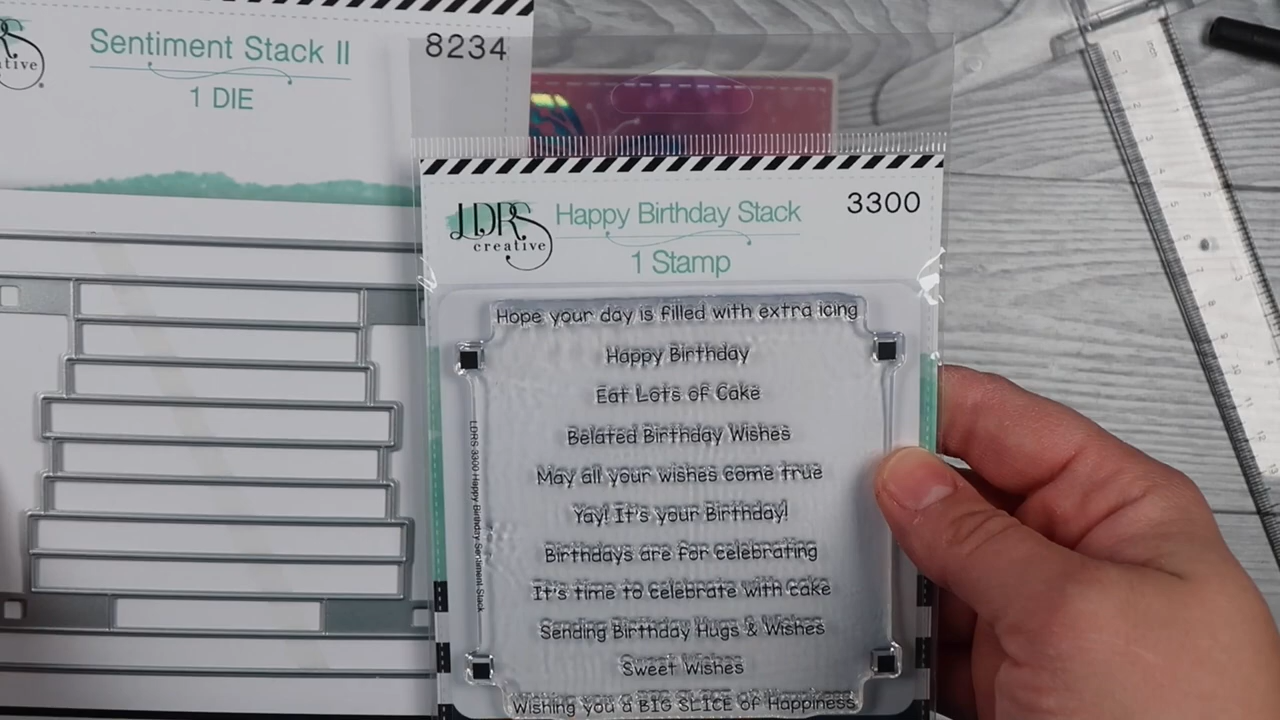 Sentiment Stack II
8234
1 DIE
LDRS
creative
Happy Birthday Stack
3300
1 Stamp
Hope your day is filled with extra icing
Happy Birthday
Eat Lots of Cake
Belated Birthday Wishes
May all your wishes come true
Yay! It's your Birthday!
Birthdays are for celebrating
It's time to celebrate with cake
Sending Birthday Hugs & Wishes
Sweet Wishes
Wishing you a BIG SLICE of Happiness
LDRS 3300 Happy Birthday Sentiment Stack